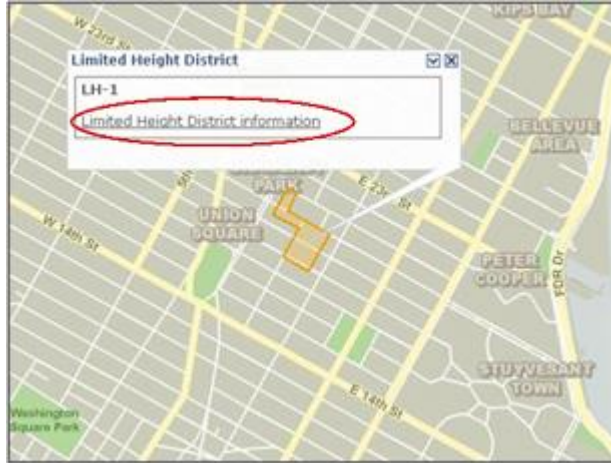 KIPS BAY
W 23rd St
Limited Height District
LH-1
Limited Height District information
BELLEVUE
AREA
PARK
E 23rd St
UNION
SQUARE
W 14th St
PETER
COOPER
FDR Dr
STUYVESANT
TOWN
E 14th St
Washington
Square Park